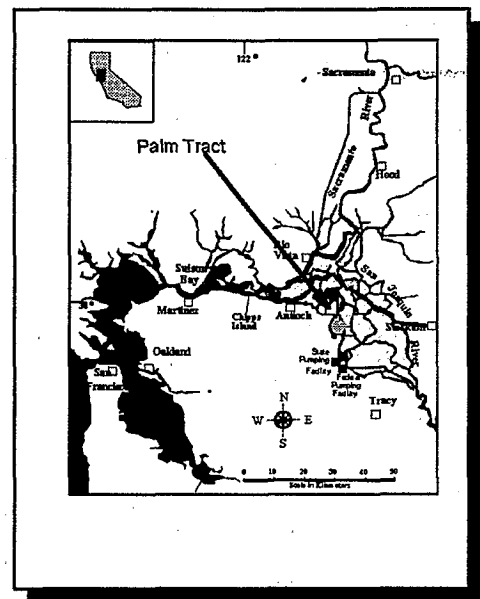 122°
Sacramento
River
Palm Tract
Sacramento
Hood
Rio
Vista
Suisun
Bay
San
Joaquin
38°
Martinez
Chipps
Island
Antioch
Stockton
River
State
Pumping
Facility
Oakland
San
Francisco
Federal
Pumping
Facility
Tracy
N
W E
S
0 10 20 30 40 50
Scale in Kilometers